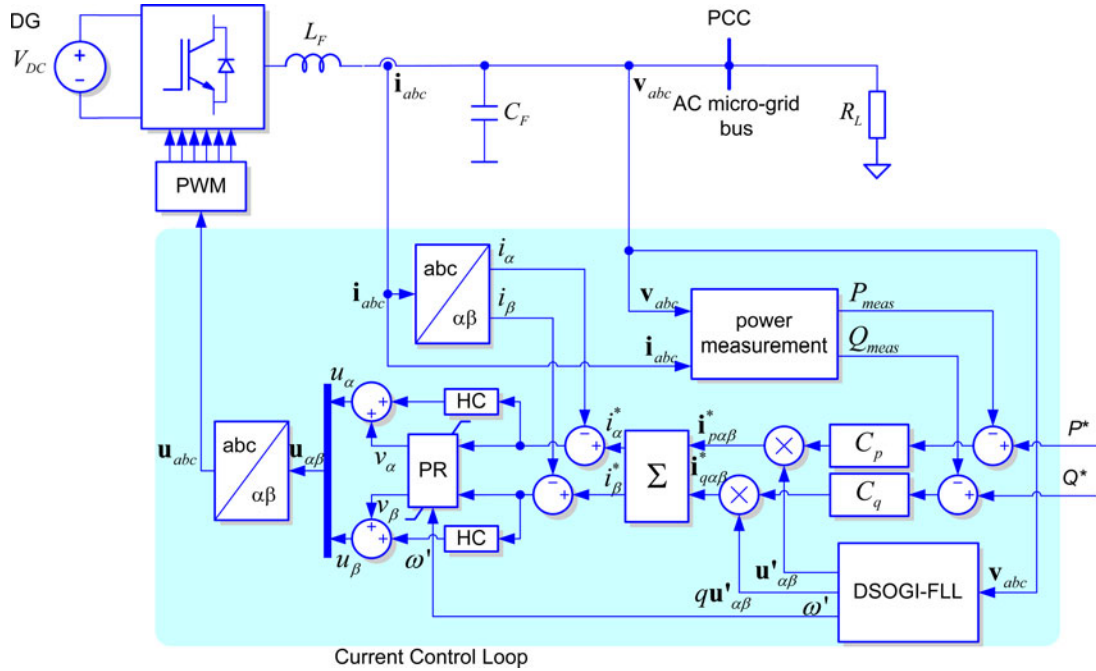 DG
V_DC
L_F
PCC
i_abc
v_abc
C_F
AC micro-grid
bus
R_L
PWM
abc
αβ
i_α
i_β
i_abc
v_abc
i_abc
power
measurement
P_meas
Q_meas
u_α
HC
i*_α
i*_pαβ
C_p
P*
u_abc
abc
αβ
u_αβ
v_α
PR
v_β
i*_β
Σ
i*_qαβ
C_q
Q*
HC
u_β
ω'
u'_αβ
qu'_αβ
ω'
DSOGI-FLL
v_abc
Current Control Loop